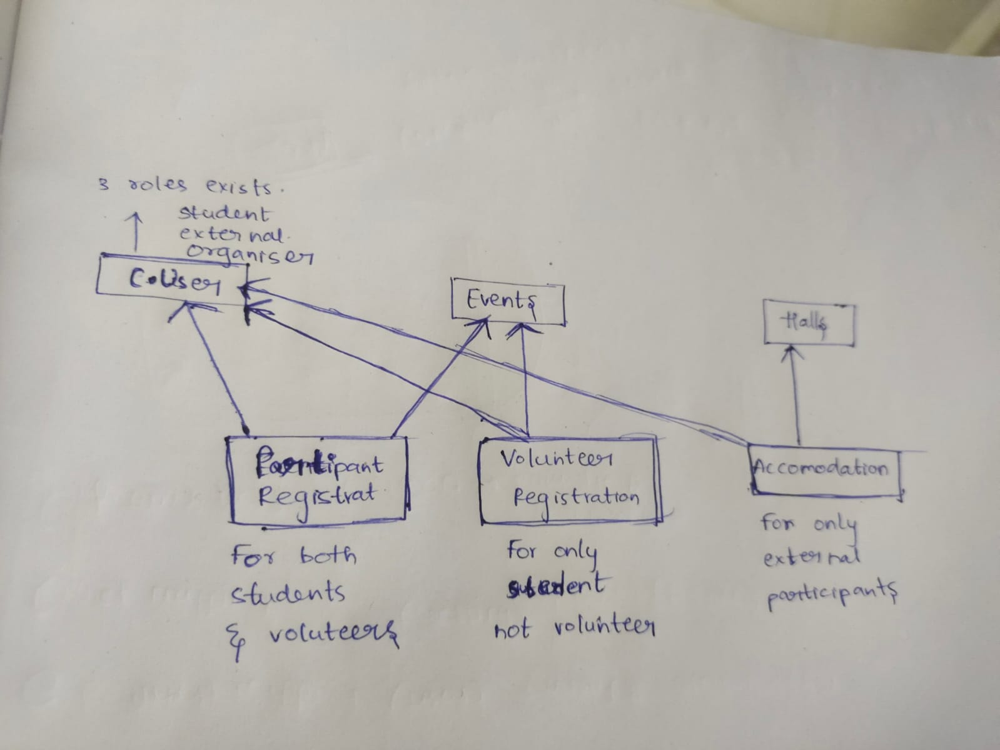 3 roles exists.
student
external
organiser
C.User
Events
Halls
Participant
Registrat
Volunteer
Registration
Accomodation
For both
students
& voluteers
For only
student
not volunteer
For only
external
participants